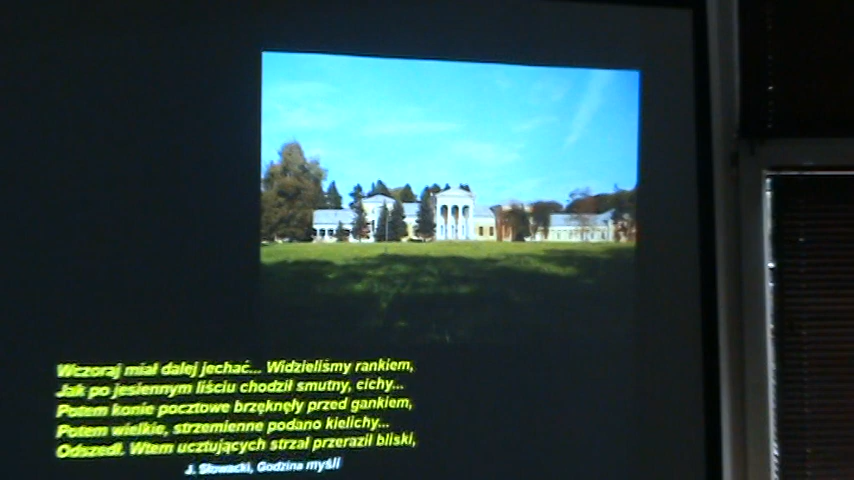 Wczoraj miał dalej jechać... Widzieliśmy rankiem,
Jak po jesiennym liściu chodził smutny, cichy...
Potem konie pocztowe brzęknęły przed gankiem,
Potem wielkie, strzemienne podano kielichy...
Odszedł. Wtem ucztujących strzał przeraził bliski,
J. Słowacki, Godzina myśli